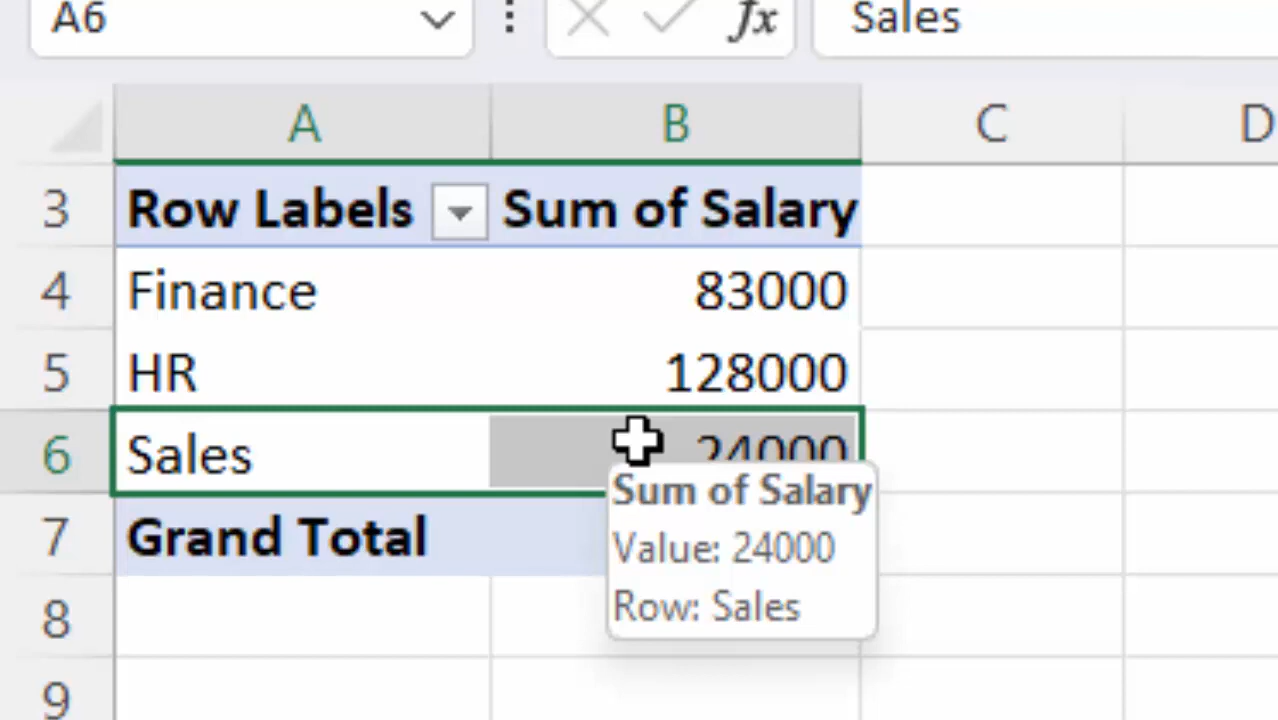 A6 fx Sales
A B C D
3 Row Labels Sum of Salary
4 Finance 83000
5 HR 128000
6 Sales 24000
7 Grand Total
8
9
Sum of Salary
Value: 24000
Row: Sales